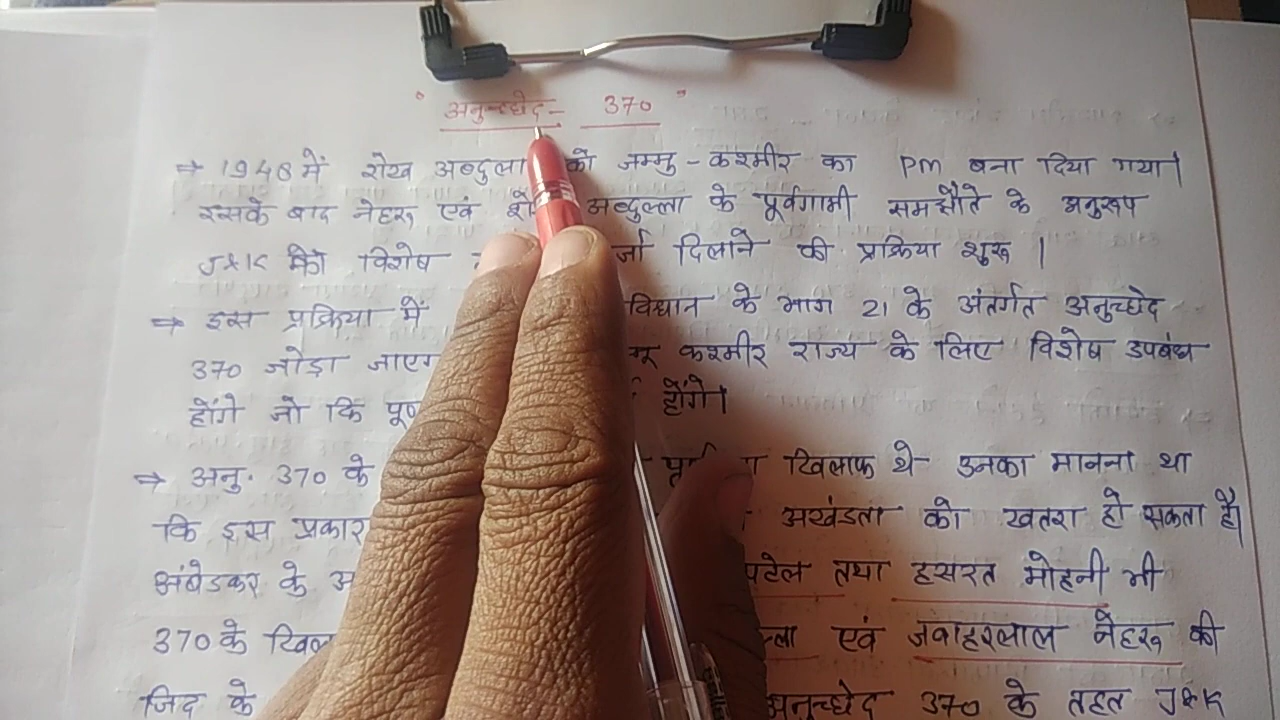 " अनुच्छेद- 370 "
⇒ 1948 में शेख अब्दुला को जम्मु - कश्मीर का PM बना दिया गया।
इसके बाद नेहरू एवं अब्दुल्ला के पूर्वगामी समझौते के अनुरूप
J&K को विशेष दिलाने की प्रक्रिया शुरू ।
⇒ इस प्रक्रिया में के भाग 21 के अंतर्गत अनुच्छेद
370 जोड़ा कश्मीर राज्य के लिए विशेष उपबंध
होंगे जो कि होंगे।
⇒ अनु. 370 के खिलाफ थे उनका मानना था
कि इस प्रकार अखंडता को खतरा हो सकता है।
अंबेडकर के पटेल तथा हसरत मोहनी भी
370 के एवं जवाहरलाल नेहरू की
जिद के अनुच्छेद 370 के तहत J&K